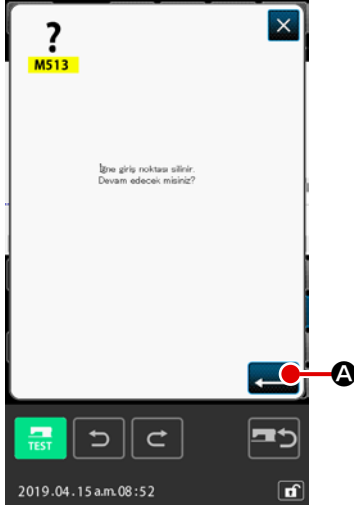 ?
M513
İğne giriş noktası silinir.
Devam edecek misiniz?
A
TEST
2019.04.15 a.m. 08:52